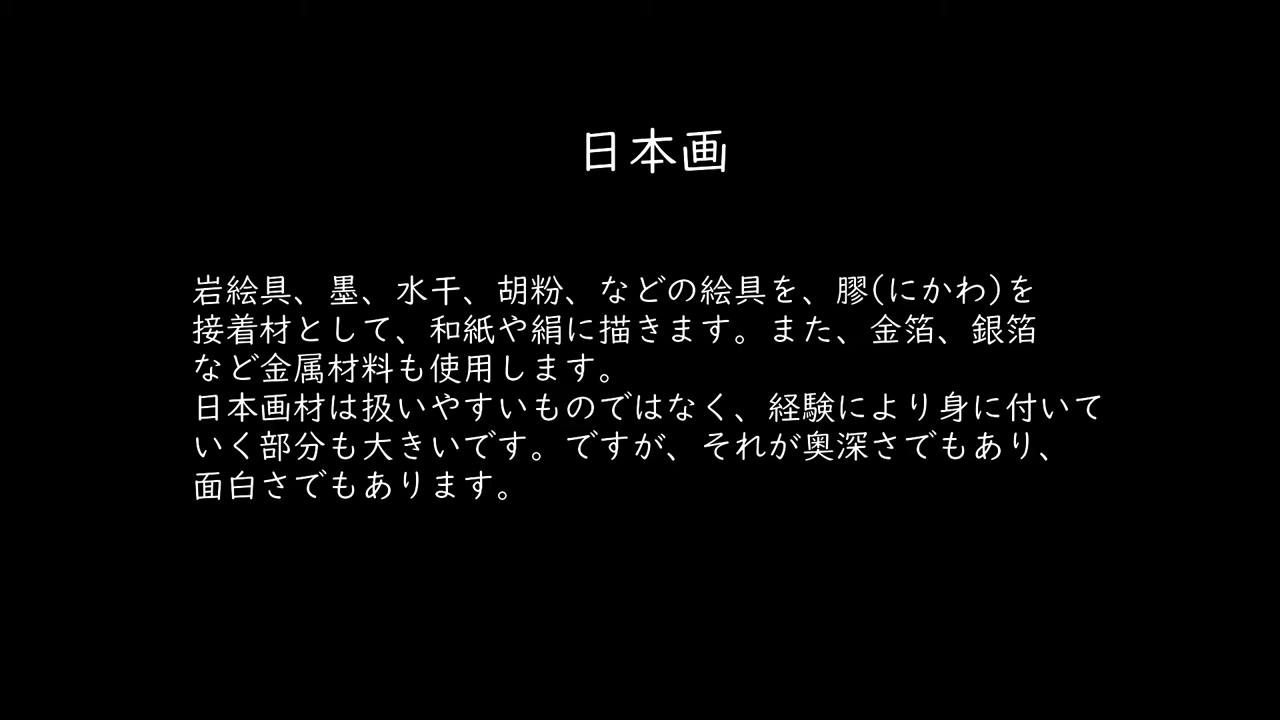 日本画
岩絵具、墨、水干、胡粉、などの絵具を、膠(にかわ)を
接着材として、和紙や絹に描きます。また、金箔、銀箔
など金属材料も使用します。
日本画材は扱いやすいものではなく、経験により身に付いて
いく部分も大きいです。ですが、それが奥深さでもあり、
面白さでもあります。